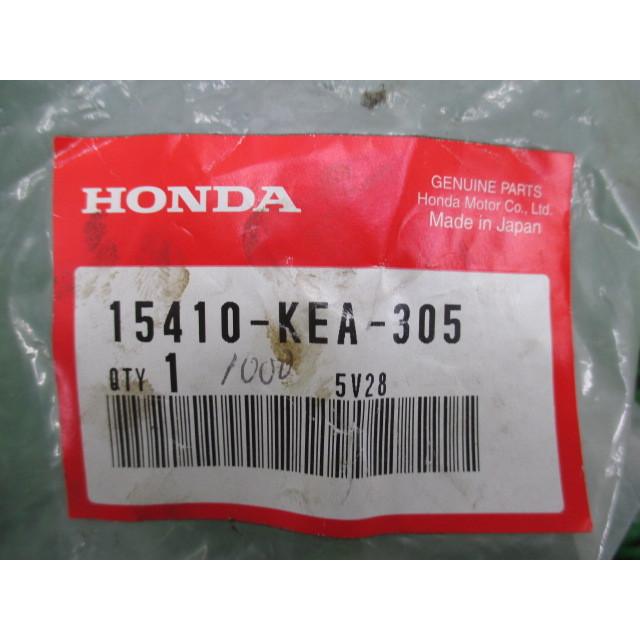 HONDA
GENUINE PARTS
Honda Motor Co., Ltd.
Made in Japan
15410-KEA-305
QTY 1 1000 5V28